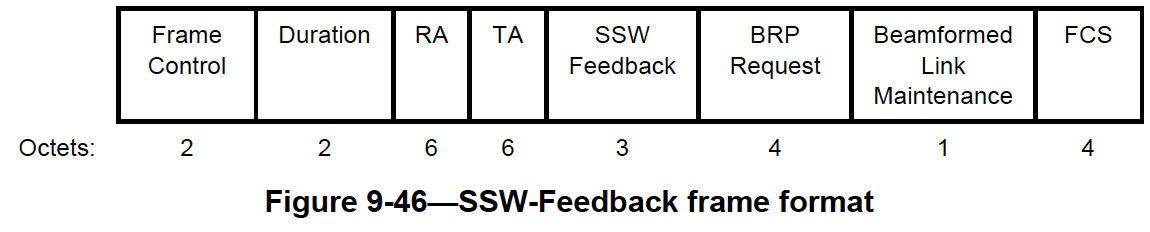 Frame Duration RA TA SSW BRP Beamformed FCS
Control Feedback Request Link
Maintenance
Octets: 2 2 6 6 3 4 1 4
Figure 9-46—SSW-Feedback frame format